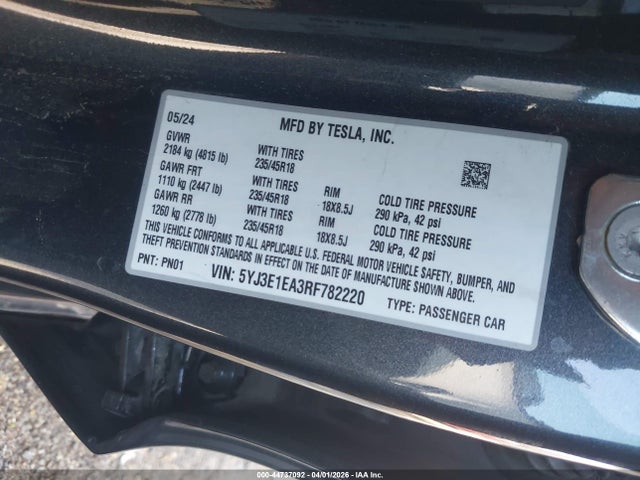 05/24
MFD BY TESLA, INC.
GVWR
2184 kg (4815 lb)
WITH TIRES
235/45R18
GAWR FRT
1110 kg (2447 lb)
WITH TIRES
235/45R18
RIM
18X8.5J
COLD TIRE PRESSURE
290 kPa, 42 psi
GAWR RR
1260 kg (2778 lb)
WITH TIRES
235/45R18
RIM
18X8.5J
COLD TIRE PRESSURE
290 kPa, 42 psi
THIS VEHICLE CONFORMS TO ALL APPLICABLE U.S. FEDERAL MOTOR VEHICLE SAFETY, BUMPER, AND
THEFT PREVENTION STANDARDS IN EFFECT ON THE DATE OF MANUFACTURE SHOWN ABOVE.
PNT: PN01
VIN: 5YJ3E1EA3RF782220
TYPE: PASSENGER CAR
000-44737092 - 04/01/2026 - IAA Inc.